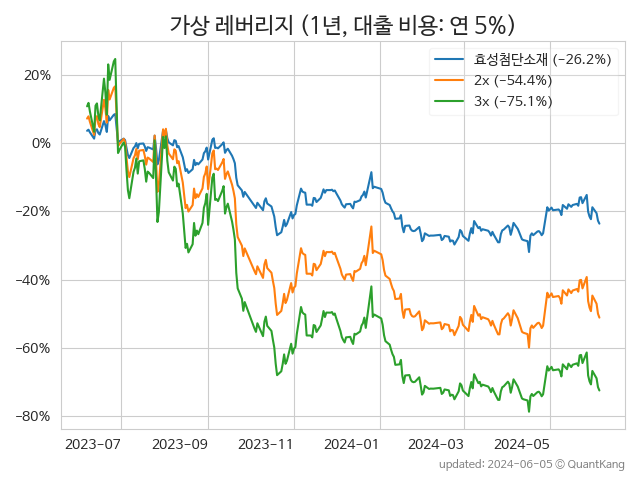 가상 레버리지 (1년, 대출 비용: 연 5%)
효성첨단소재 (−26.2%)
2x (−54.4%)
3x (−75.1%)
20%
0%
−20%
−40%
−60%
−80%
2023-07 2023-09 2023-11 2024-01 2024-03 2024-05
updated: 2024-06-05 © QuantKang